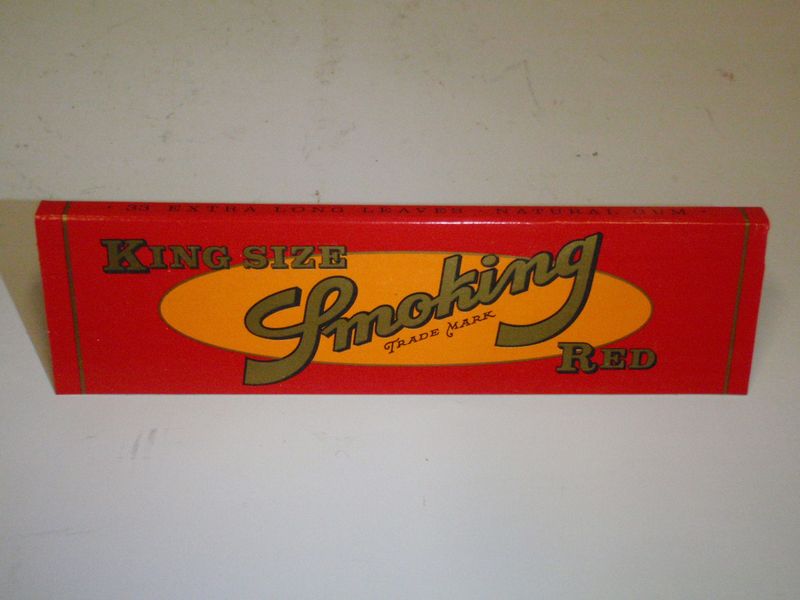 · 33 EXTRA LONG LEAVES NATURAL GUM ·
KING SIZE
Smoking
TRADE MARK
RED